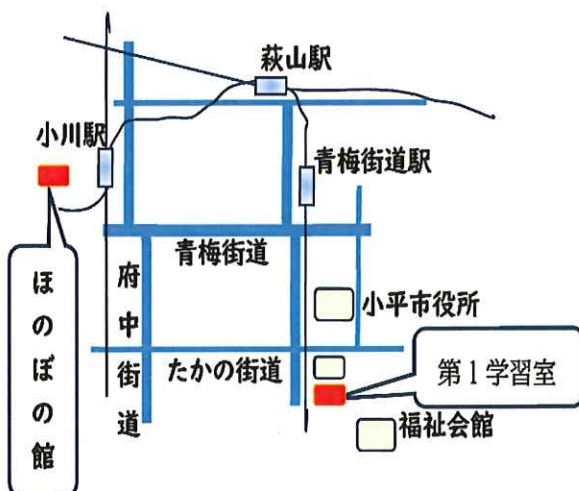 萩山駅
小川駅
青梅街道駅
青梅街道
ほのぼの館
府中街道
小平市役所
たかの街道
第1学習室
福祉会館